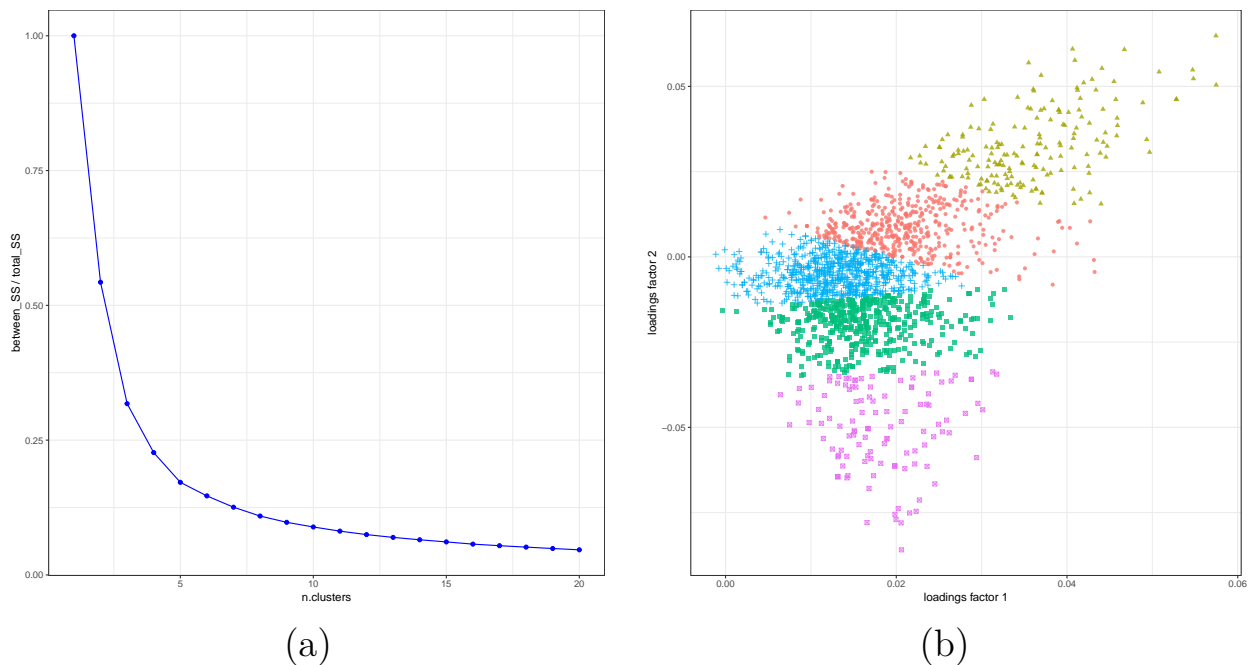 1.00
0.75
0.50
0.25
0.00
between_SS / total_SS
5
10
15
20
n.clusters
(a)
0.05
0.00
−0.05
loadings factor 2
0.00
0.02
0.04
0.06
loadings factor 1
(b)